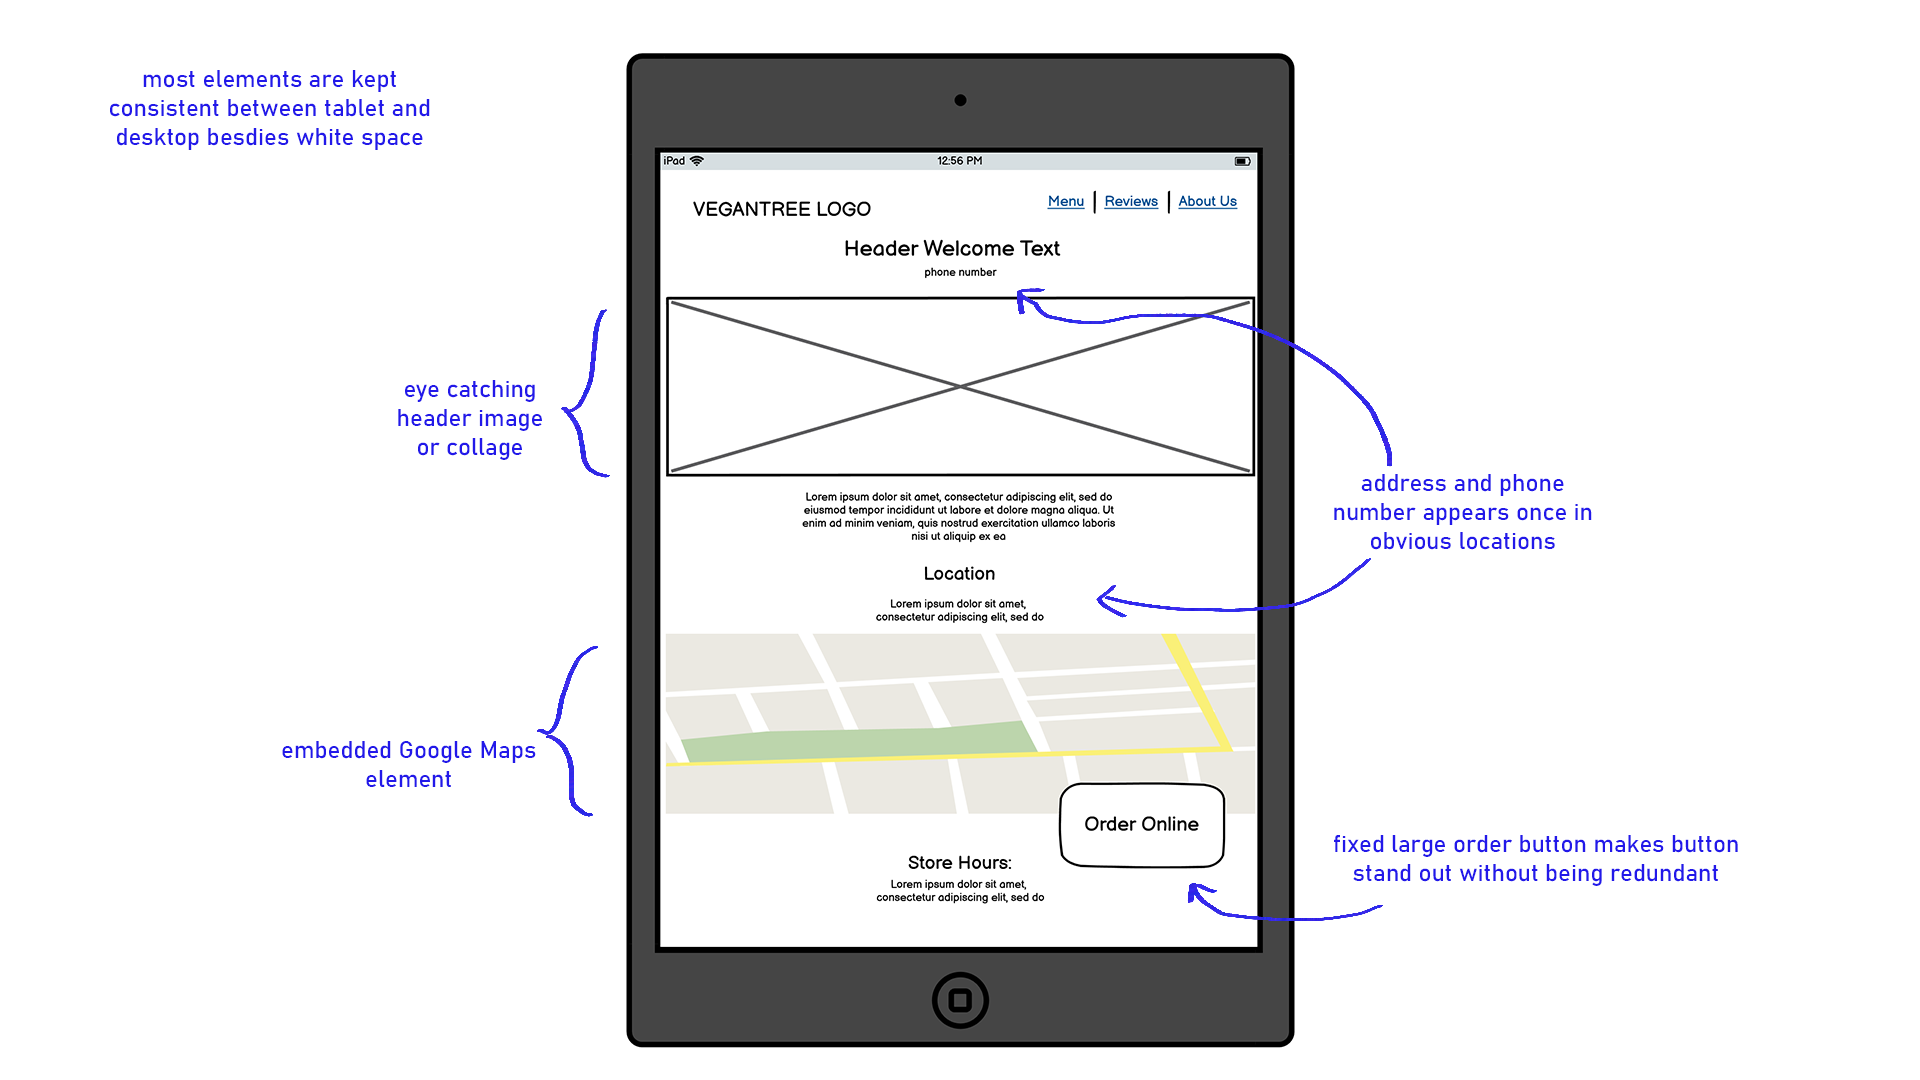 most elements are kept
consistent between tablet and
desktop besdies white space
iPad 12:56 PM
VEGANTREE LOGO
Menu Reviews About Us
Header Welcome Text
phone number
eye catching
header image
or collage
address and phone
number appears once in
obvious locations
Lorem ipsum dolor sit amet, consectetur adipiscing elit, sed do
eiusmod tempor incididunt ut labore et dolore magna aliqua. Ut
enim ad minim veniam, quis nostrud exercitation ullamco laboris
nisi ut aliquip ex ea
Location
Lorem ipsum dolor sit amet,
consectetur adipiscing elit, sed do
embedded Google Maps
element
Order Online
fixed large order button makes button
stand out without being redundant
Store Hours:
Lorem ipsum dolor sit amet,
consectetur adipiscing elit, sed do